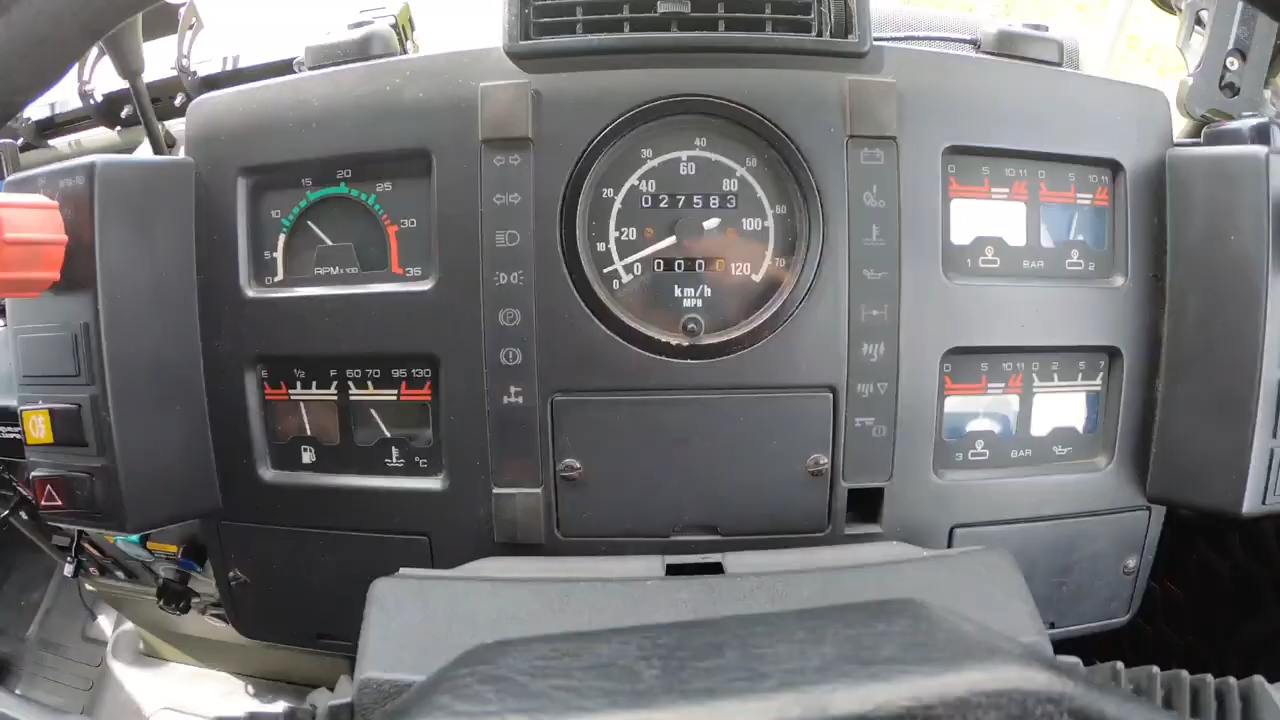 0 5 10 15 20 25 30 35
RPM x 100
E ½ F 60 70 95 130
°C
0 10 20 30 40 50 60 70
0 20 40 60 80 100 120
027583
0000
km/h
MPH
P
0 5 10 11 0 5 10 11
1 BAR 2
0 5 10 11 0 2 5 7
3 BAR